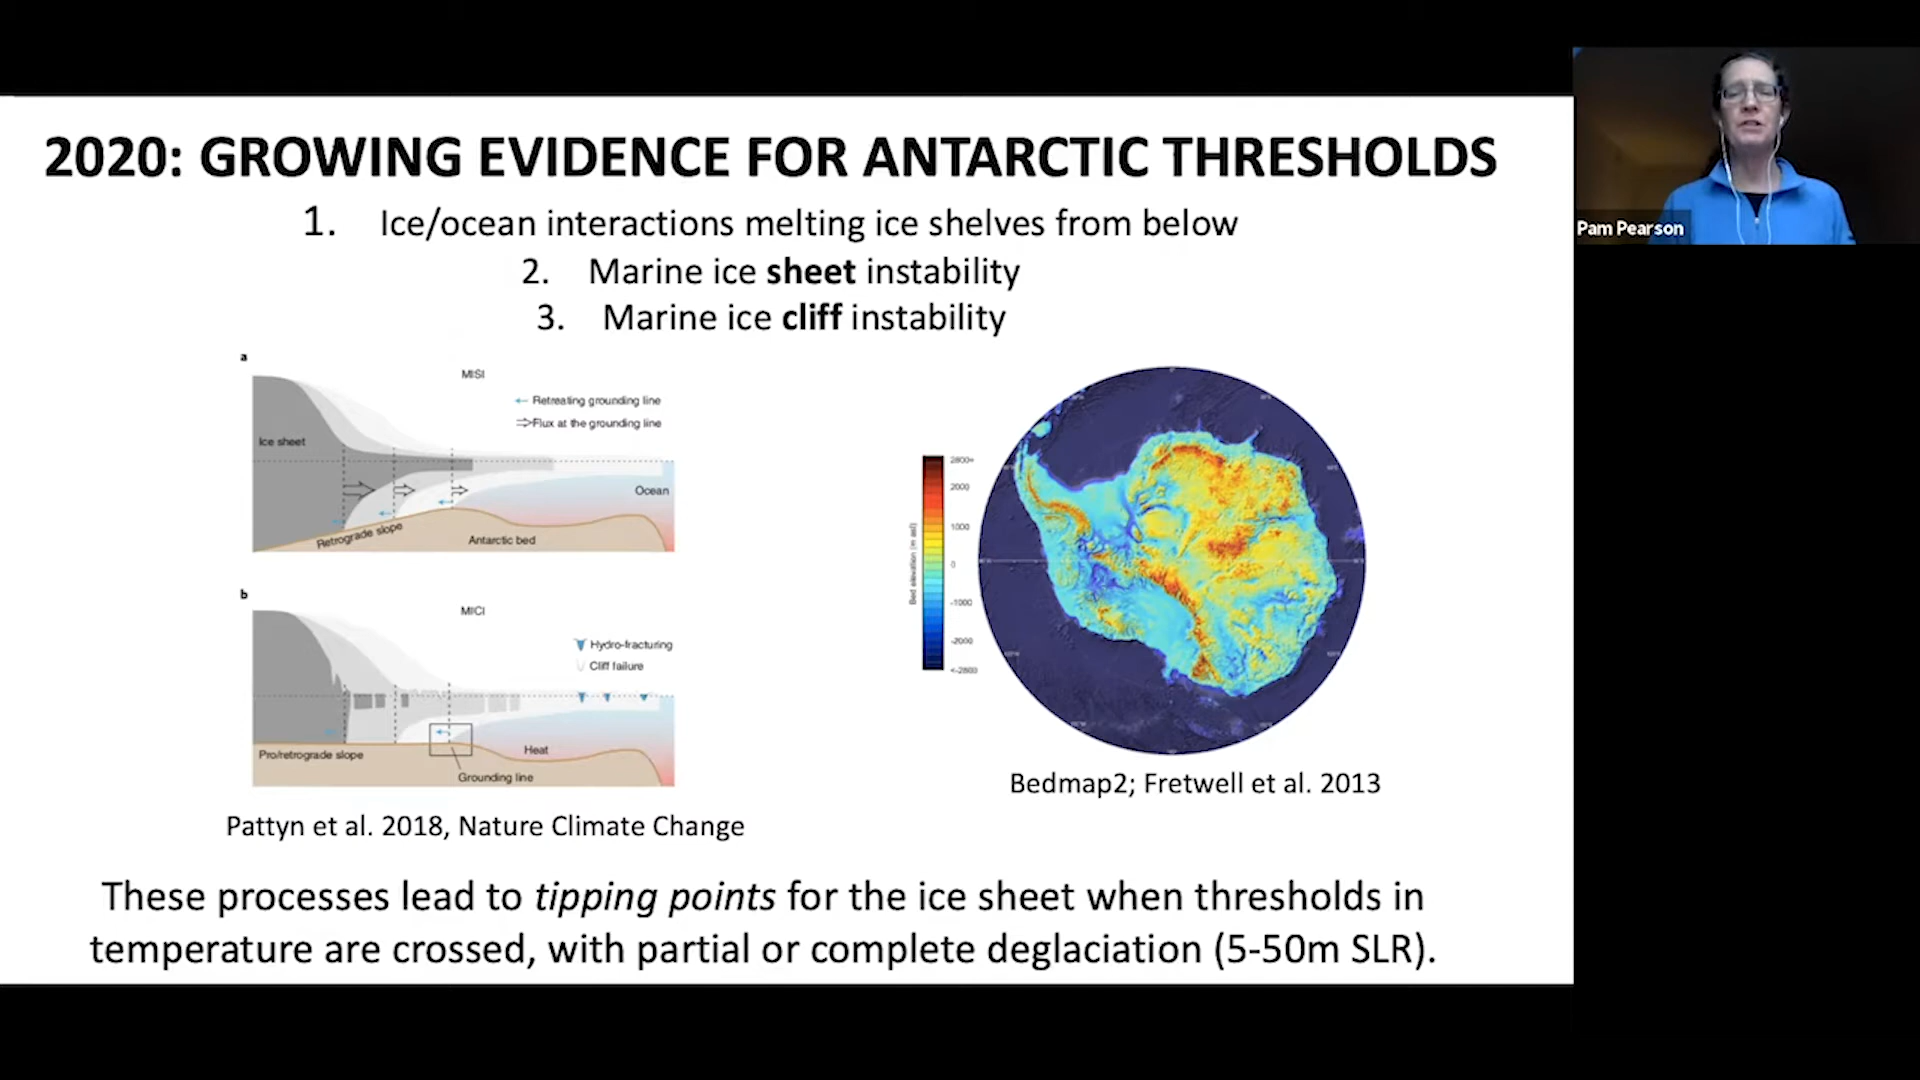 2020: GROWING EVIDENCE FOR ANTARCTIC THRESHOLDS
1. Ice/ocean interactions melting ice shelves from below
2. Marine ice sheet instability
3. Marine ice cliff instability
Pam Pearson
a
MISI
Retreating grounding line
Flux at the grounding line
Ice sheet
Ocean
Retrograde slope
Antarctic bed
b
MICI
Hydro-fracturing
Cliff failure
Pro/retrograde slope
Heat
Grounding line
Pattyn et al. 2018, Nature Climate Change
Bed elevation (m asl)
2800+
2000
1000
0
-1000
-2000
<-2800
Bedmap2; Fretwell et al. 2013
These processes lead to tipping points for the ice sheet when thresholds in
temperature are crossed, with partial or complete deglaciation (5-50m SLR).